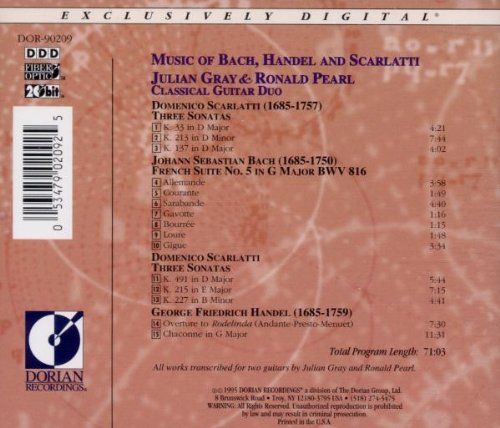 EXCLUSIVELY DIGITAL®
DOR-90209
DDD
FIBER OPTIC
20bit
0 53479 02092 5
MUSIC OF BACH, HANDEL AND SCARLATTI
JULIAN GRAY & RONALD PEARL
CLASSICAL GUITAR DUO
DOMENICO SCARLATTI (1685-1757)
THREE SONATAS
1 K. 33 in D Major 4:21
2 K. 213 in D Minor 7:44
3 K. 137 in D Major 4:02
JOHANN SEBASTIAN BACH (1685-1750)
FRENCH SUITE NO. 5 IN G MAJOR BWV 816
4 Allemande 3:58
5 Courante 1:49
6 Sarabande 4:40
7 Gavotte 1:16
8 Bourrée 1:15
9 Loure 1:48
10 Gigue 3:34
DOMENICO SCARLATTI
THREE SONATAS
11 K. 491 in D Major 5:44
12 K. 215 in E Major 7:15
13 K. 227 in B Minor 4:41
GEORGE FRIEDRICH HANDEL (1685-1759)
14 Overture to Rodelinda (Andante-Presto-Menuet) 7:30
15 Chaconne in G Major 11:31
Total Program Length: 71:03
All works transcribed for two guitars by Julian Gray and Ronald Pearl.
DORIAN
RECORDINGS®
℗© 1995 DORIAN RECORDINGS® a division of The Dorian Group, Ltd.
8 Brunswick Road • Troy, NY 12180-3795 USA • (518) 274-5475
WARNING: All Rights Reserved. Unauthorized reproduction is prohibited
by law and may result in criminal prosecution.
Printed in the U.S.A